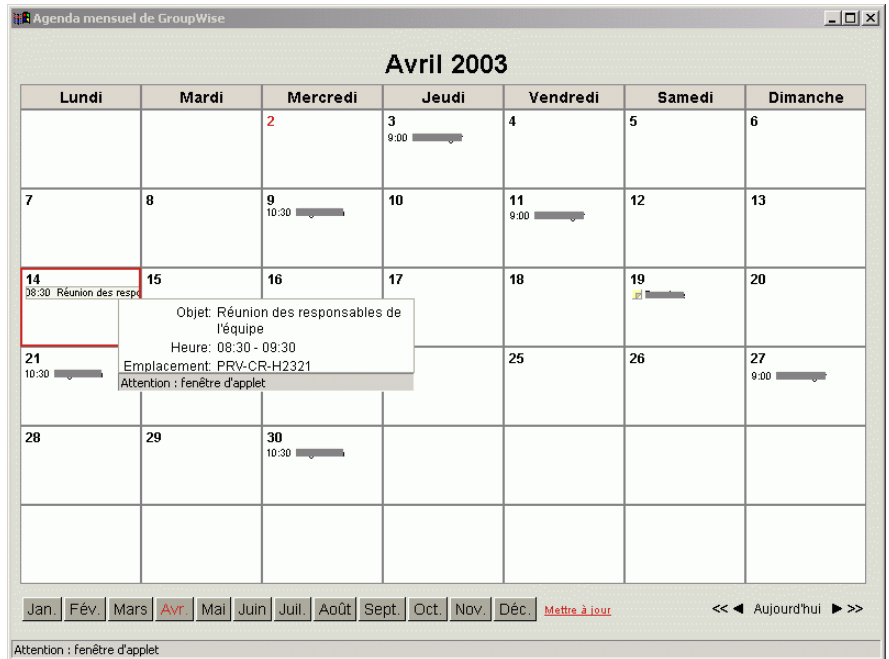 Agenda mensuel de GroupWise
Avril 2003
Lundi Mardi Mercredi Jeudi Vendredi Samedi Dimanche
2 3 4 5 6
9:00
7 8 9 10 11 12 13
10:30 9:00
14 15 16 17 18 19 20
08:30 Réunion des respo
Objet: Réunion des responsables de
l'équipe
Heure: 08:30 - 09:30
Emplacement: PRV-CR-H2321
Attention : fenêtre d'applet
21 25 26 27
10:30 9:00
28 29 30
10:30
Jan. Fév. Mars Avr. Mai Juin Juil. Août Sept. Oct. Nov. Déc. Mettre à jour << Aujourd'hui >>
Attention : fenêtre d'applet